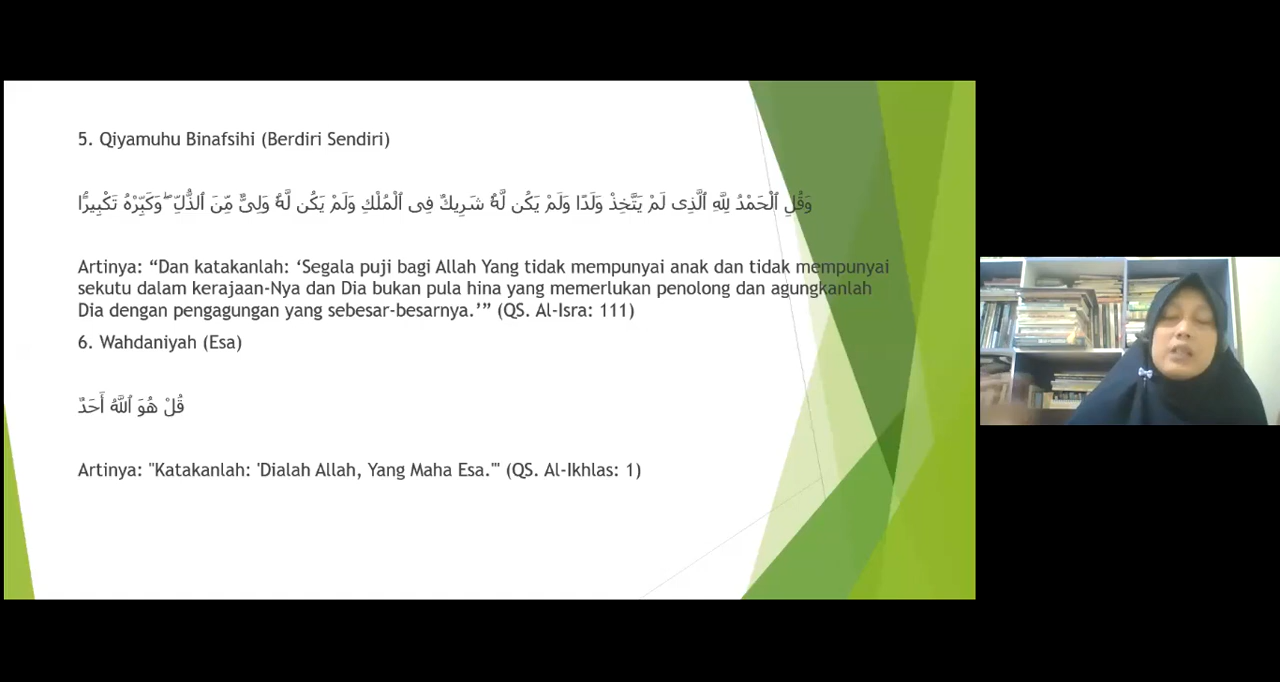 5. Qiyamuhu Binafsihi (Berdiri Sendiri)
وَقُلِ ٱلْحَمْدُ لِلَّهِ ٱلَّذِى لَمْ يَتَّخِذْ وَلَدًا وَلَمْ يَكُن لَّهُۥ شَرِيكٌ فِى ٱلْمُلْكِ وَلَمْ يَكُن لَّهُۥ وَلِىٌّ مِّنَ ٱلذُّلِّ ۖ وَكَبِّرْهُ تَكْبِيرًۢا
Artinya: “Dan katakanlah: ‘Segala puji bagi Allah Yang tidak mempunyai anak dan tidak mempunyai
sekutu dalam kerajaan-Nya dan Dia bukan pula hina yang memerlukan penolong dan agungkanlah
Dia dengan pengagungan yang sebesar-besarnya.’” (QS. Al-Isra: 111)
6. Wahdaniyah (Esa)
قُلْ هُوَ ٱللَّهُ أَحَدٌ
Artinya: "Katakanlah: 'Dialah Allah, Yang Maha Esa.'" (QS. Al-Ikhlas: 1)